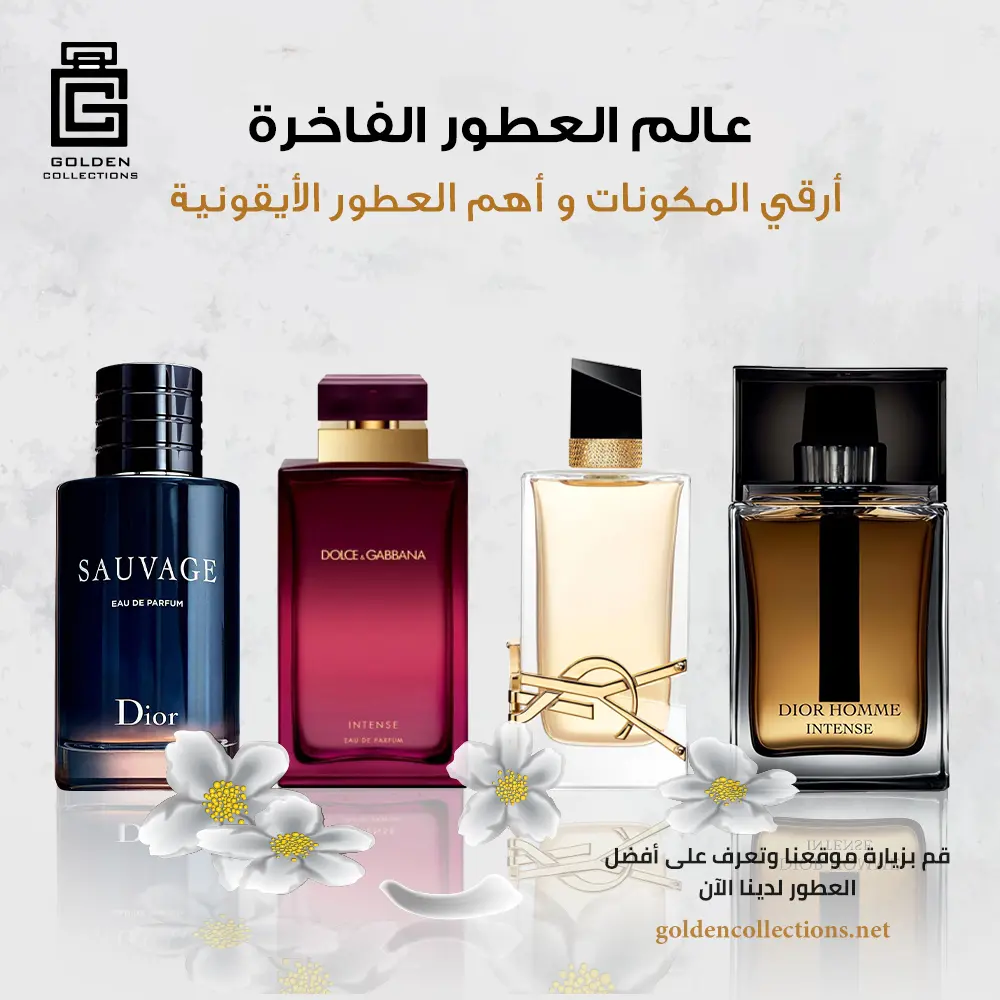 GOLDEN
COLLECTIONS
عالم العطور الفاخرة
أرقي المكونات و أهم العطور الأيقونية
SAUVAGE
EAU DE PARFUM
Dior
DOLCE & GABBANA
INTENSE
EAU DE PARFUM
DIOR HOMME
INTENSE
قم بزيارة موقعنا وتعرف على أفضل
العطور لدينا الآن
goldencollections.net